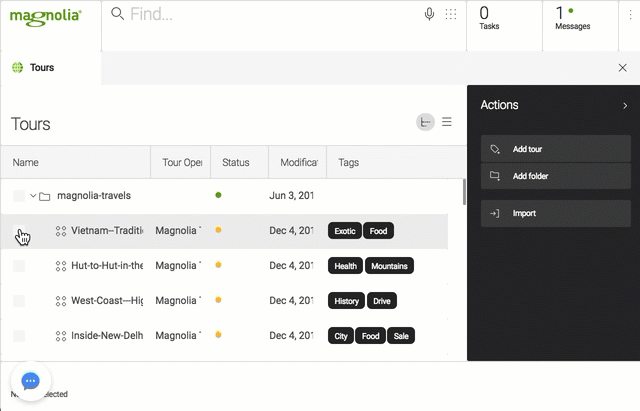 magnolia®
Find...
0
Tasks
1
Messages
Tours
Tours
Actions
Name
Tour Oper
Status
Modificat
Tags
Add tour
Add folder
Import
magnolia-travels
Jun 3, 201
Vietnam--Traditi
Magnolia T
Dec 4, 201
Exotic
Food
Hut-to-Hut-in-the
Magnolia T
Dec 4, 201
Health
Mountains
West-Coast---Hig
Magnolia T
Dec 4, 201
History
Drive
Inside-New-Delh
Magnolia T
Dec 4, 201
City
Food
Sale
elected